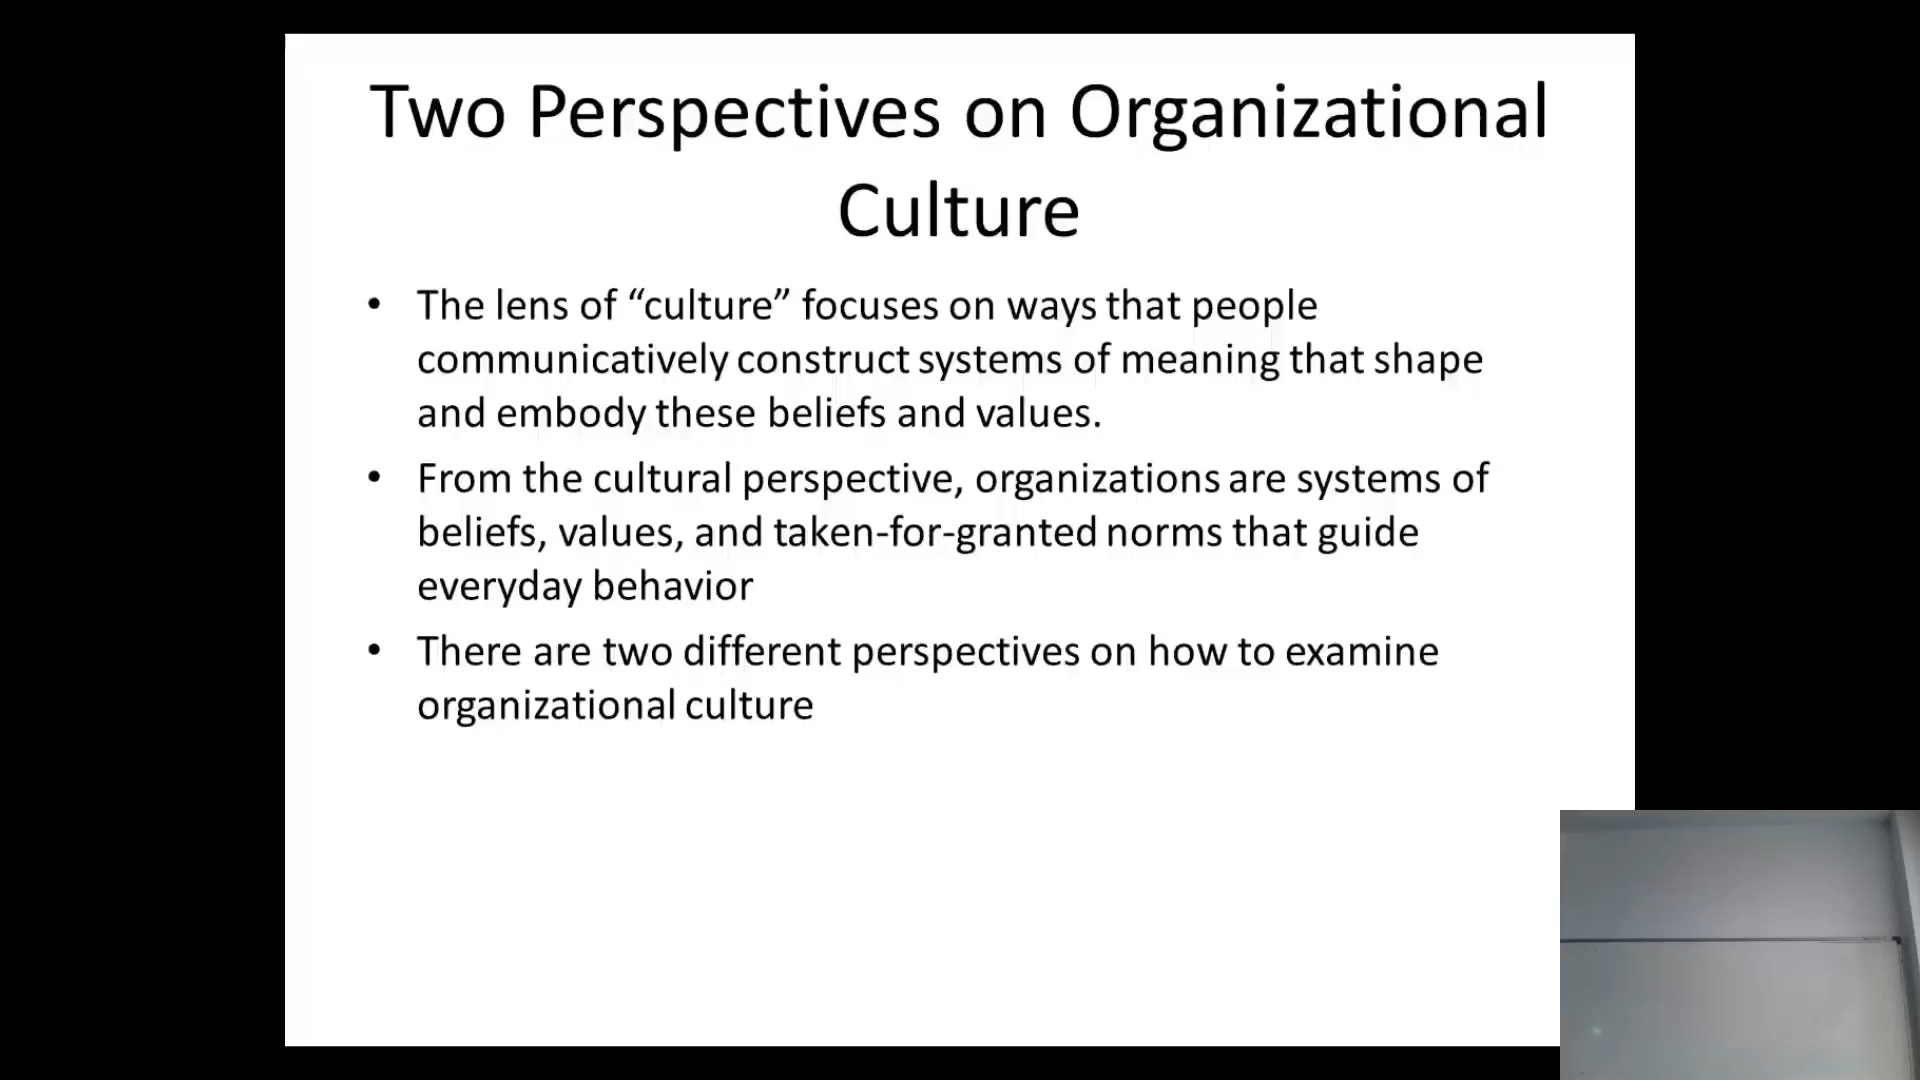 Two Perspectives on Organizational
Culture
• The lens of “culture” focuses on ways that people
communicatively construct systems of meaning that shape
and embody these beliefs and values.
• From the cultural perspective, organizations are systems of
beliefs, values, and taken-for-granted norms that guide
everyday behavior
• There are two different perspectives on how to examine
organizational culture